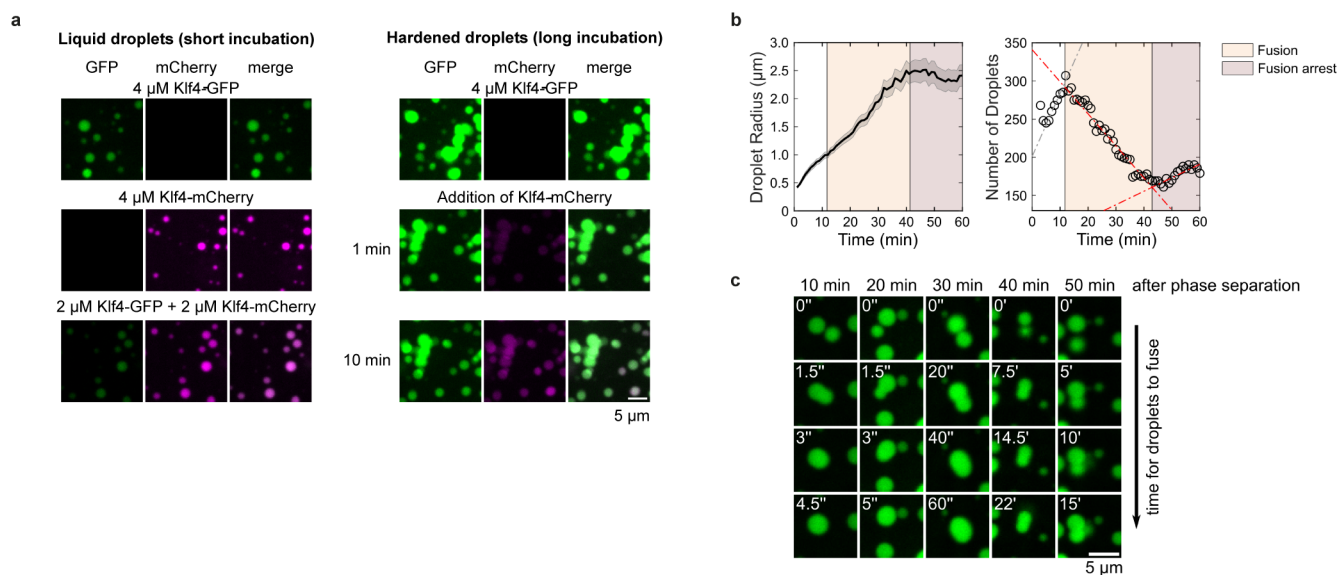 a
Liquid droplets (short incubation)
GFP mCherry merge
4 µM Klf4-GFP
4 µM Klf4-mCherry
2 µM Klf4-GFP + 2 µM Klf4-mCherry
Hardened droplets (long incubation)
GFP mCherry merge
4 µM Klf4-GFP
Addition of Klf4-mCherry
1 min
10 min
5 µm
b
Droplet Radius (µm)
3.0
2.5
2.0
1.5
1.0
0.5
0
0 10 20 30 40 50 60
Time (min)
Number of Droplets
350
300
250
200
150
0 10 20 30 40 50 60
Time (min)
Fusion
Fusion arrest
c
10 min 20 min 30 min 40 min 50 min after phase separation
0" 0" 0" 0' 0'
1.5" 1.5" 20" 7.5' 5'
3" 3" 40" 14.5' 10'
4.5" 5" 60" 22' 15'
time for droplets to fuse
5 µm